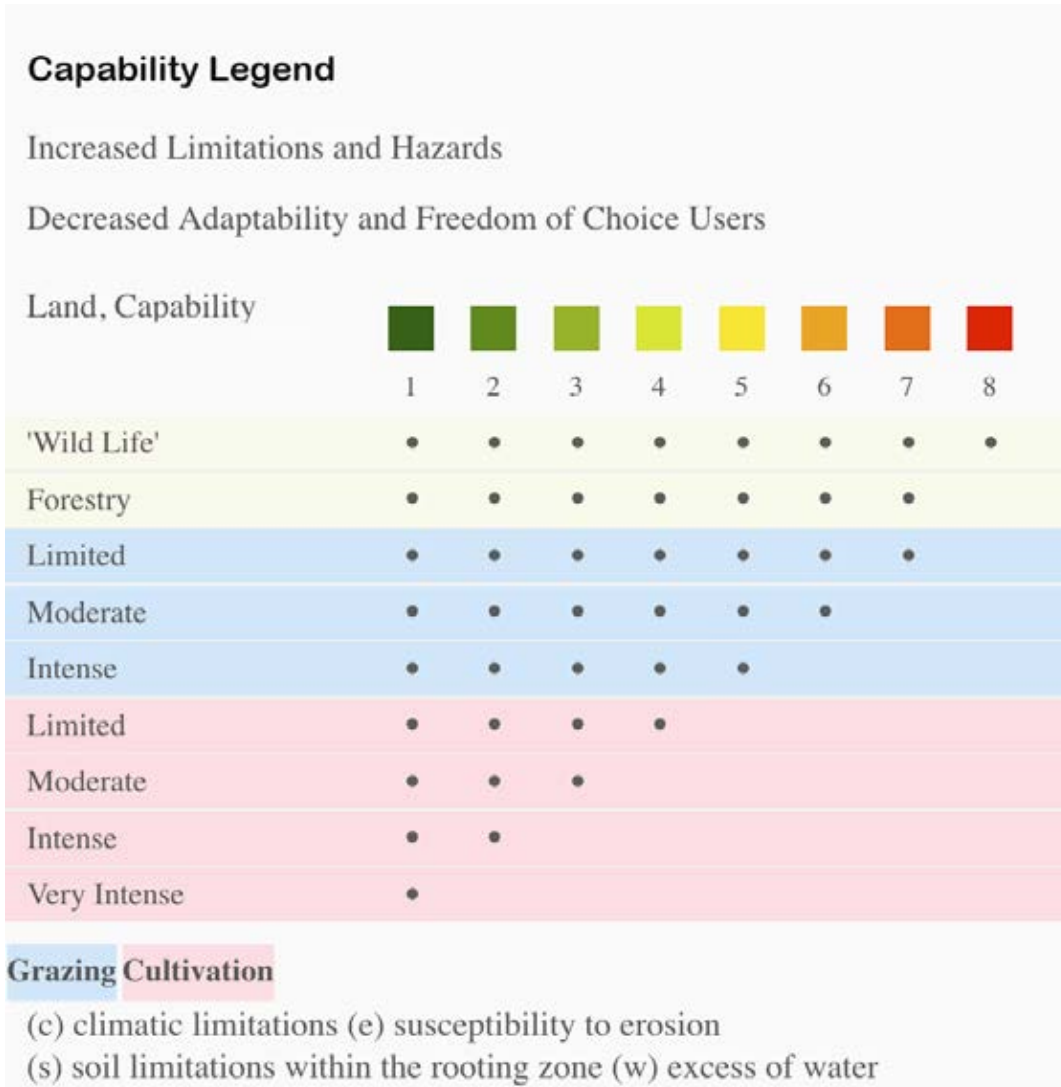 Capability Legend
Increased Limitations and Hazards
Decreased Adaptability and Freedom of Choice Users
Land, Capability
1 2 3 4 5 6 7 8
'Wild Life'
Forestry
Limited
Moderate
Intense
Limited
Moderate
Intense
Very Intense
Grazing Cultivation
(c) climatic limitations (e) susceptibility to erosion
(s) soil limitations within the rooting zone (w) excess of water